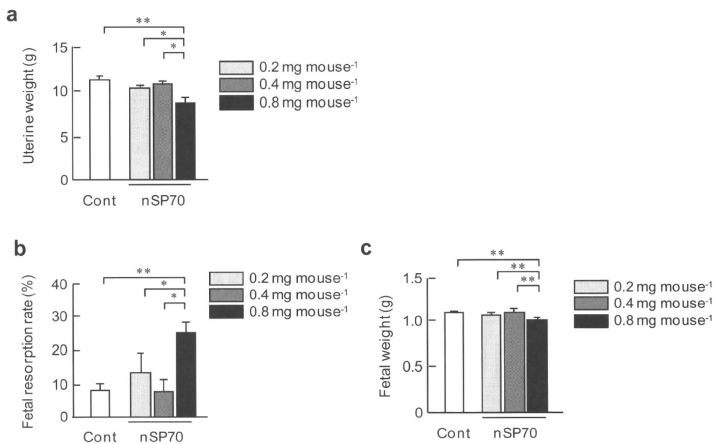 a
**
*
*
Uterine weight (g)
15
10
5
0
Cont
nSP70
0.2 mg mouse-1
0.4 mg mouse-1
0.8 mg mouse-1
b
**
*
*
Fetal resorption rate (%)
40
30
20
10
0
Cont
nSP70
0.2 mg mouse-1
0.4 mg mouse-1
0.8 mg mouse-1
c
**
**
**
Fetal weight (g)
1.5
1.0
0.5
0
Cont
nSP70
0.2 mg mouse-1
0.4 mg mouse-1
0.8 mg mouse-1